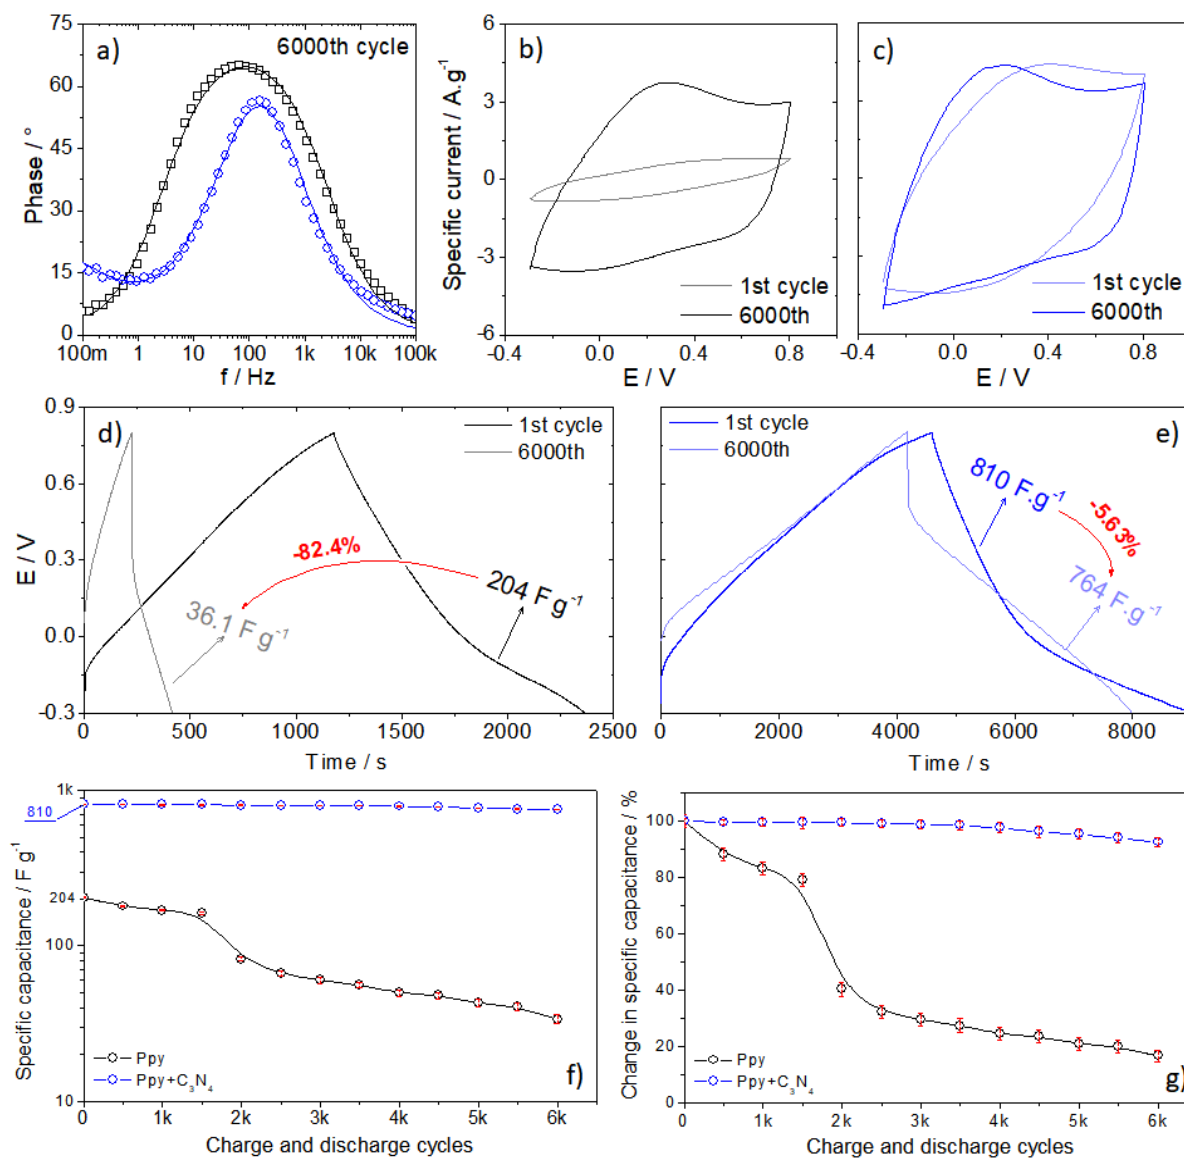 a)
6000th cycle
Phase / °
75
60
45
30
15
0
100m
1
10
100
1k
10k
100k
f / Hz
b)
Specific current / A.g⁻¹
6
3
0
-3
-6
1st cycle
6000th
-0.4
0.0
0.4
0.8
E / V
c)
1st cycle
6000th
-0.4
0.0
0.4
0.8
E / V
d)
1st cycle
6000th
E / V
0.9
0.6
0.3
0.0
-0.3
-82.4%
204 F g⁻¹
36.1 F g⁻¹
0
500
1000
1500
2000
2500
Time / s
1st cycle
6000th
e)
810 F.g⁻¹
-5.63%
764 F.g⁻¹
0
2000
4000
6000
8000
Time / s
Specific capacitance / F g⁻¹
1k
810
204
100
10
Ppy
Ppy+C₃N₄
f)
0
1k
2k
3k
4k
5k
6k
Charge and discharge cycles
Change in specific capacitance / %
100
80
60
40
20
0
Ppy
Ppy+C₃N₄
g)
0
1k
2k
3k
4k
5k
6k
Charge and discharge cycles